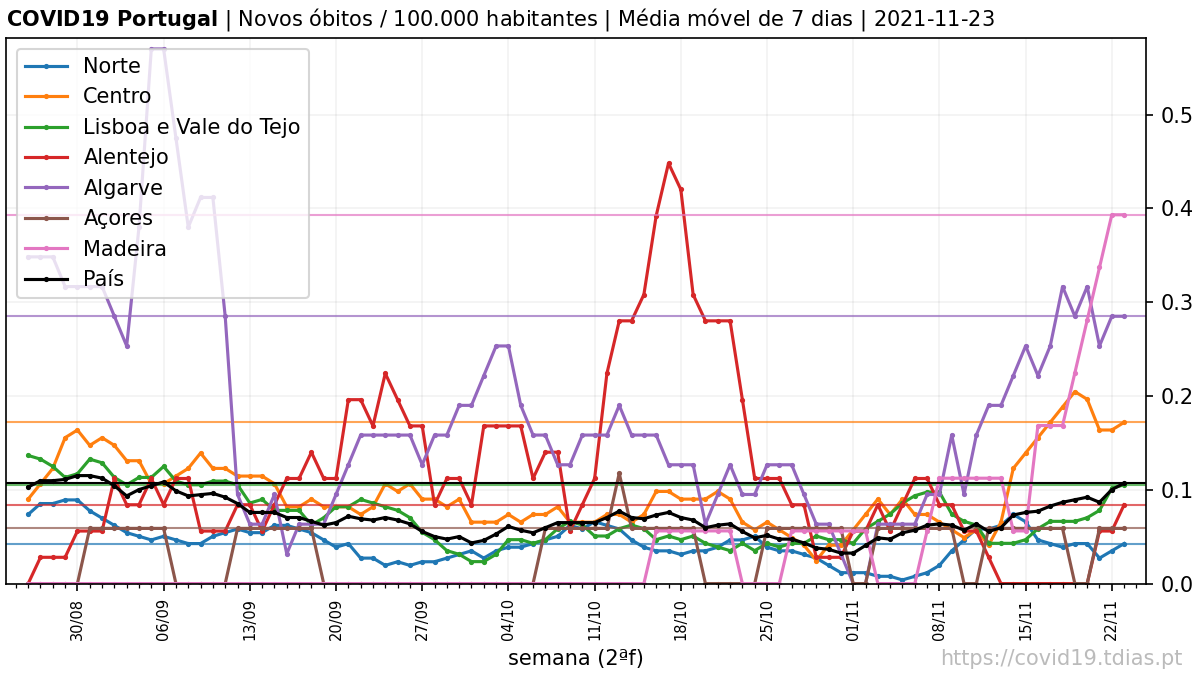 COVID19 Portugal | Novos óbitos / 100.000 habitantes | Média móvel de 7 dias | 2021-11-23
Norte
Centro
Lisboa e Vale do Tejo
Alentejo
Algarve
Açores
Madeira
País
0.5
0.4
0.3
0.2
0.1
0.0
30/08
06/09
13/09
20/09
27/09
04/10
11/10
18/10
25/10
01/11
08/11
15/11
22/11
semana (2ªf)
https://covid19.tdias.pt